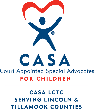 CASA
Court Appointed Special Advocates
FOR CHILDREN
CASA LCTC
SERVING LINCOLN &
TILLAMOOK COUNTIES